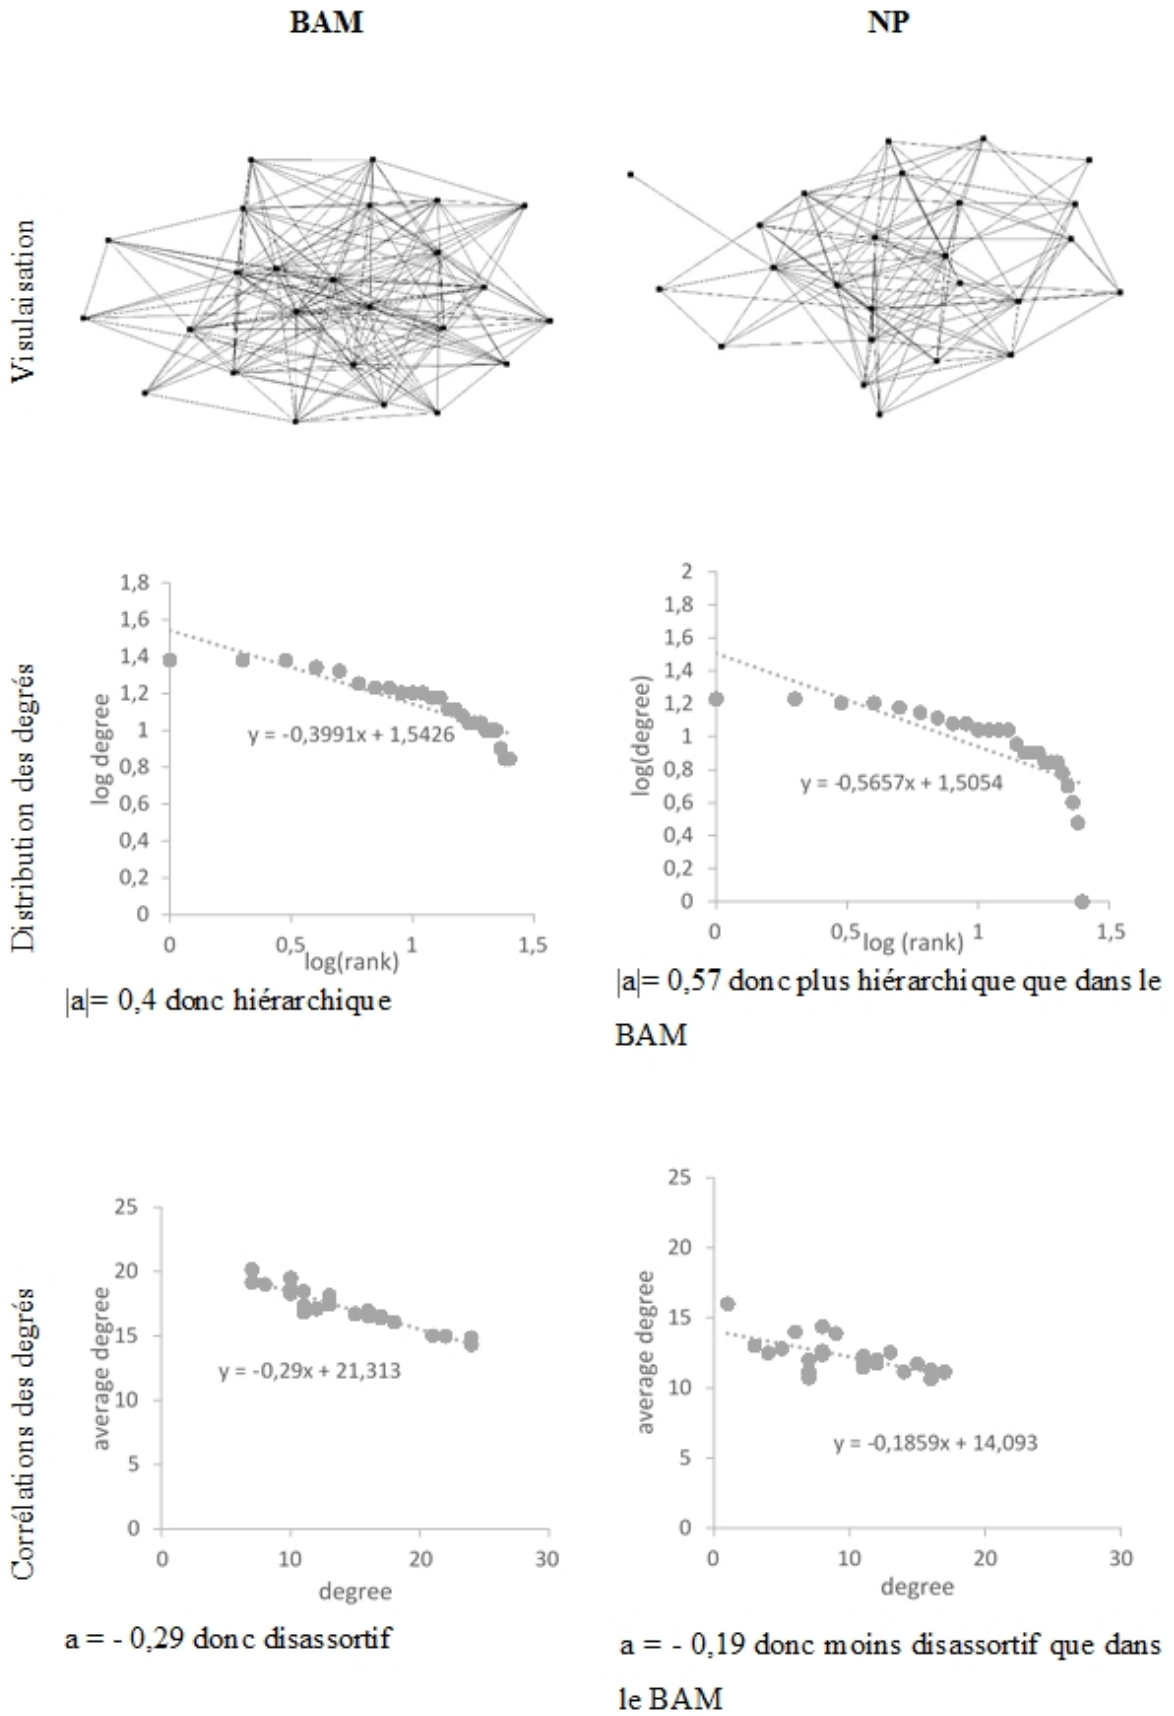 BAM
NP
Visulaisation
Distribution des degrés
1,8
1,6
1,4
1,2
1
0,8
0,6
0,4
0,2
0
log degree
y = -0,3991x + 1,5426
0
0,5
1
1,5
log(rank)
|a|= 0,4 donc hiérarchique
2
1,8
1,6
1,4
1,2
1
0,8
0,6
0,4
0,2
0
log(degree)
y = -0,5657x + 1,5054
0
0,5
1
1,5
log (rank)
|a|= 0,57 donc plus hiérarchique que dans le
BAM
Corrélations des degrés
25
20
15
10
5
0
average degree
y = -0,29x + 21,313
0
10
20
30
degree
a = - 0,29 donc disassortif
25
20
15
10
5
0
average degree
y = -0,1859x + 14,093
0
10
20
30
degree
a = - 0,19 donc moins disassortif que dans
le BAM